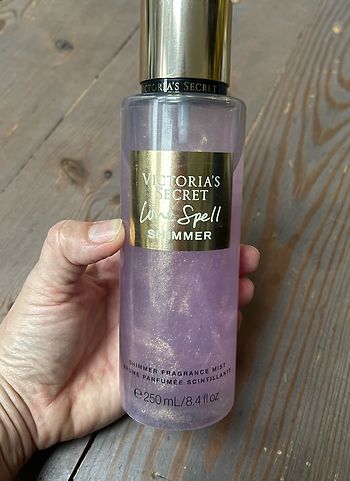 VICTORIA'S SECRET
VICTORIA'S
SECRET
Love Spell
SHIMMER
SHIMMER FRAGRANCE MIST
BRUME PARFUMÉE SCINTILLANTE
℮ 250 mL/8.4 fl oz